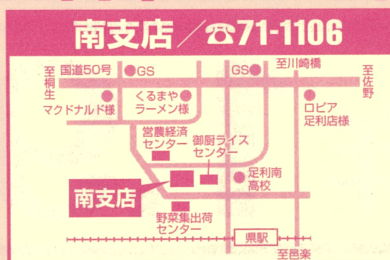 南支店／☎71-1106
至川崎橋
至桐生
国道50号
GS
GS
至佐野
マクドナルド様
くるまや
ラーメン様
ロピア
足利店様
営農経済
センター
御厨ライス
センター
足利南
高校
南支店
野菜集出荷
センター
県駅
至邑楽